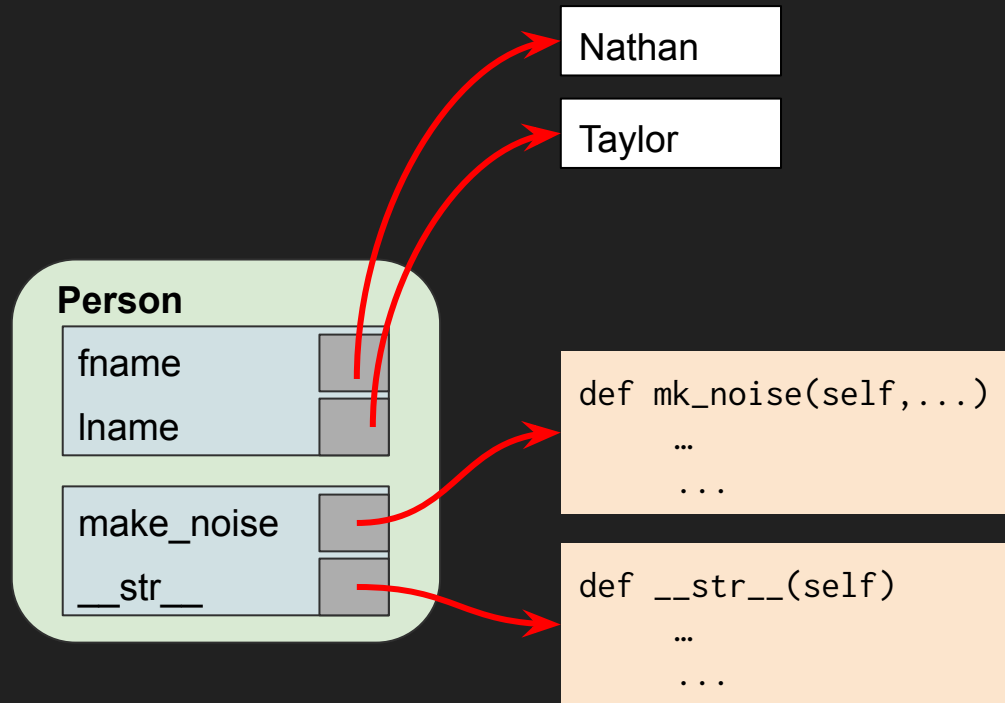 Nathan
Taylor
Person
fname
lname
make_noise
__str__
def mk_noise(self,...)
…
...
def __str__(self)
…
...